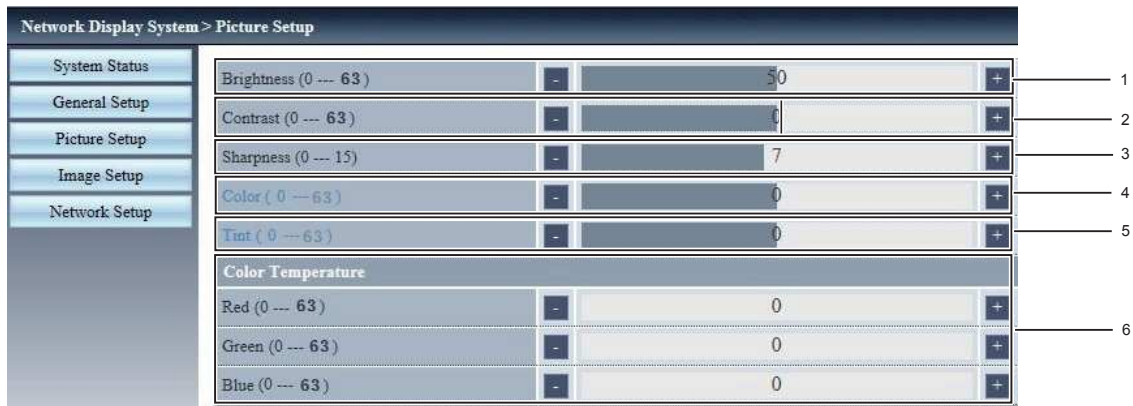 Network Display System > Picture Setup
System Status
General Setup
Picture Setup
Image Setup
Network Setup
Brightness (0 --- 63 ) - 50 + 1
Contrast (0 --- 63 ) - 0 + 2
Sharpness (0 --- 15) - 7 + 3
Color ( 0 --- 63 ) - 0 + 4
Tint ( 0 --- 63 ) - 0 + 5
Color Temperature
Red (0 --- 63 ) - 0 +
Green (0 --- 63 ) - 0 + 6
Blue (0 --- 63 ) - 0 +